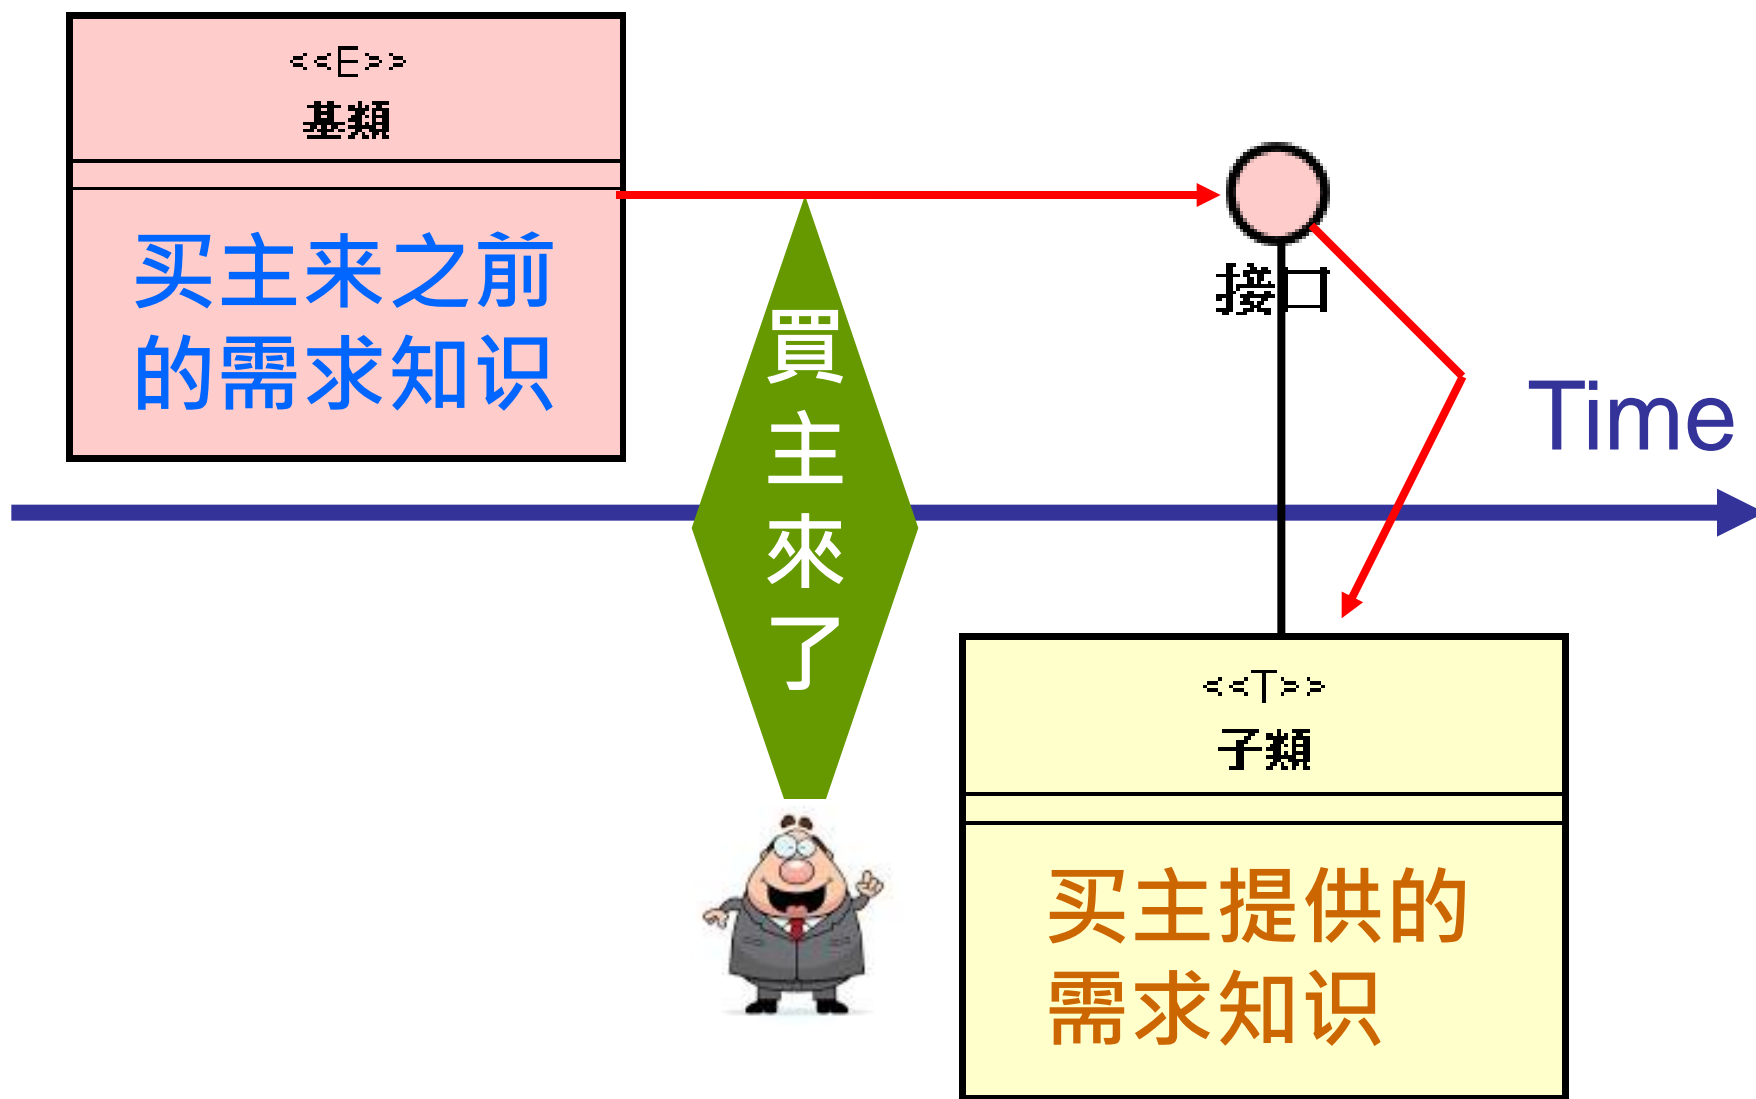 <<E>>
基類
买主来之前
的需求知识
買
主
來
了
接口
Time
<<T>>
子類
买主提供的
需求知识